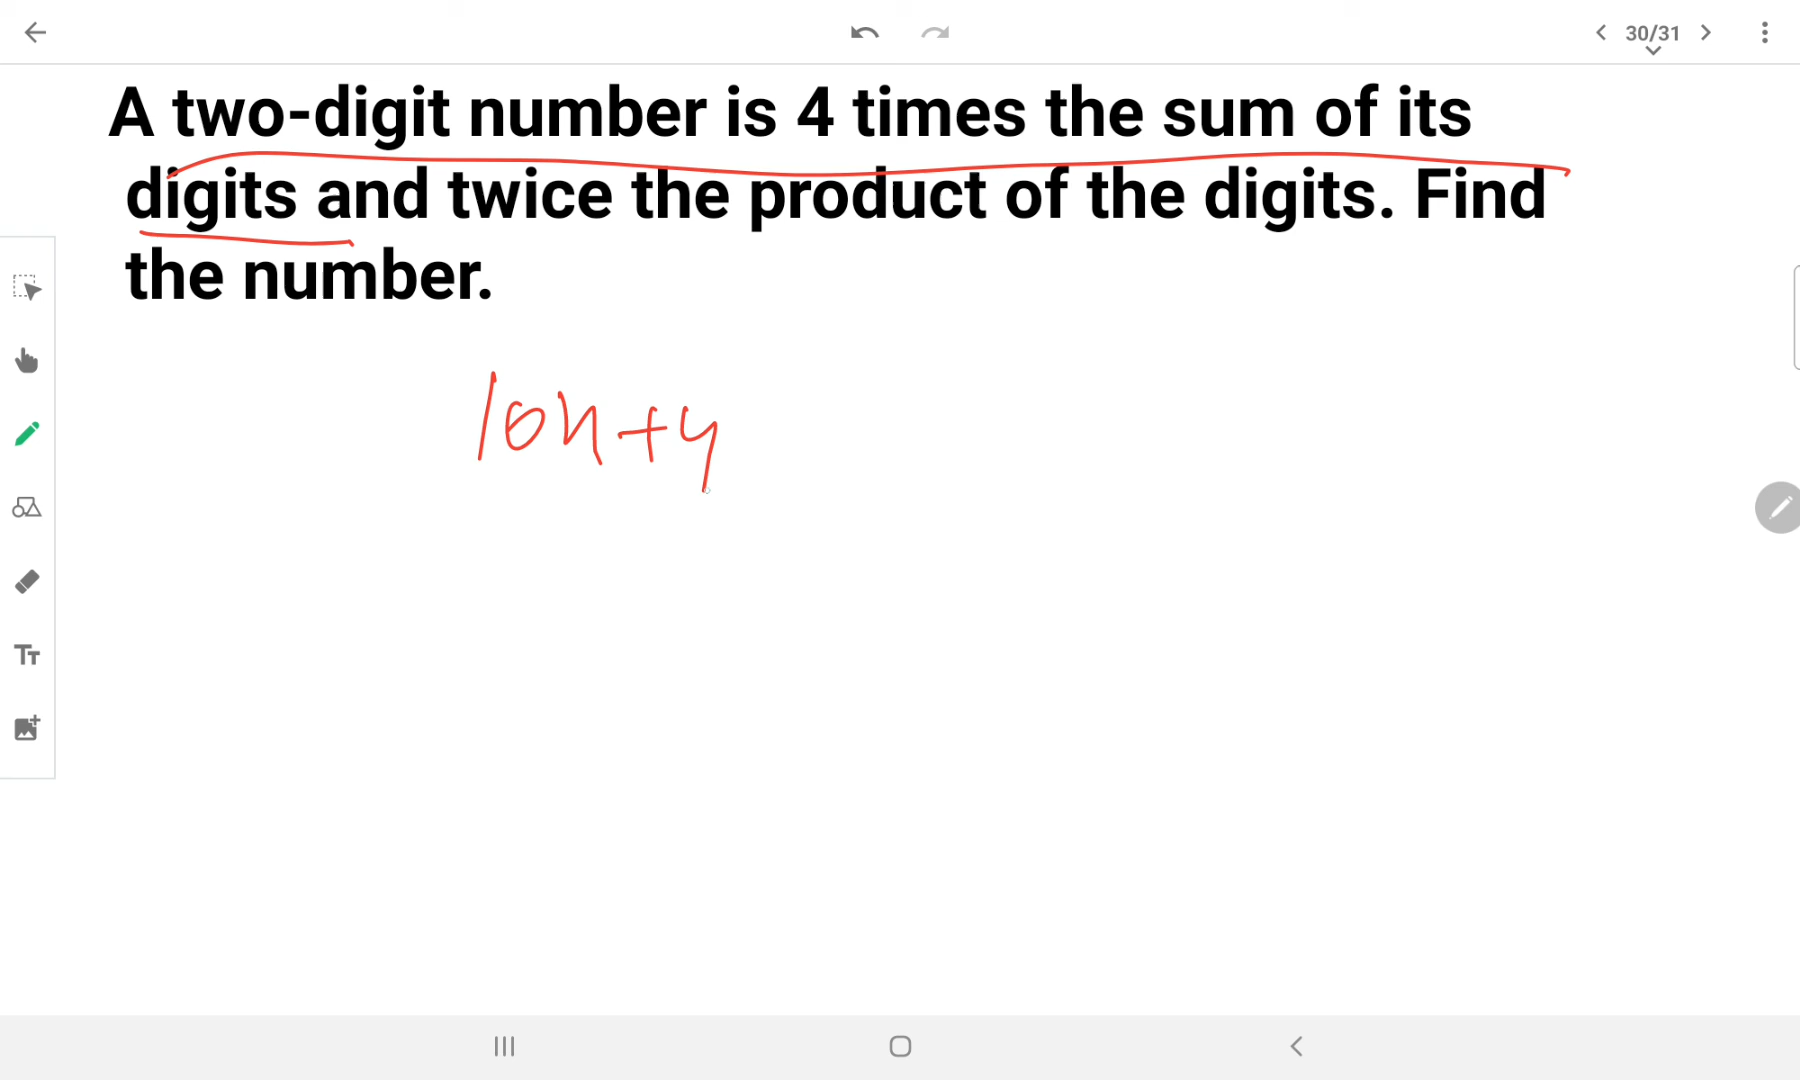 30/31
A two-digit number is 4 times the sum of its
digits and twice the product of the digits. Find
the number.
10x+y
Tт